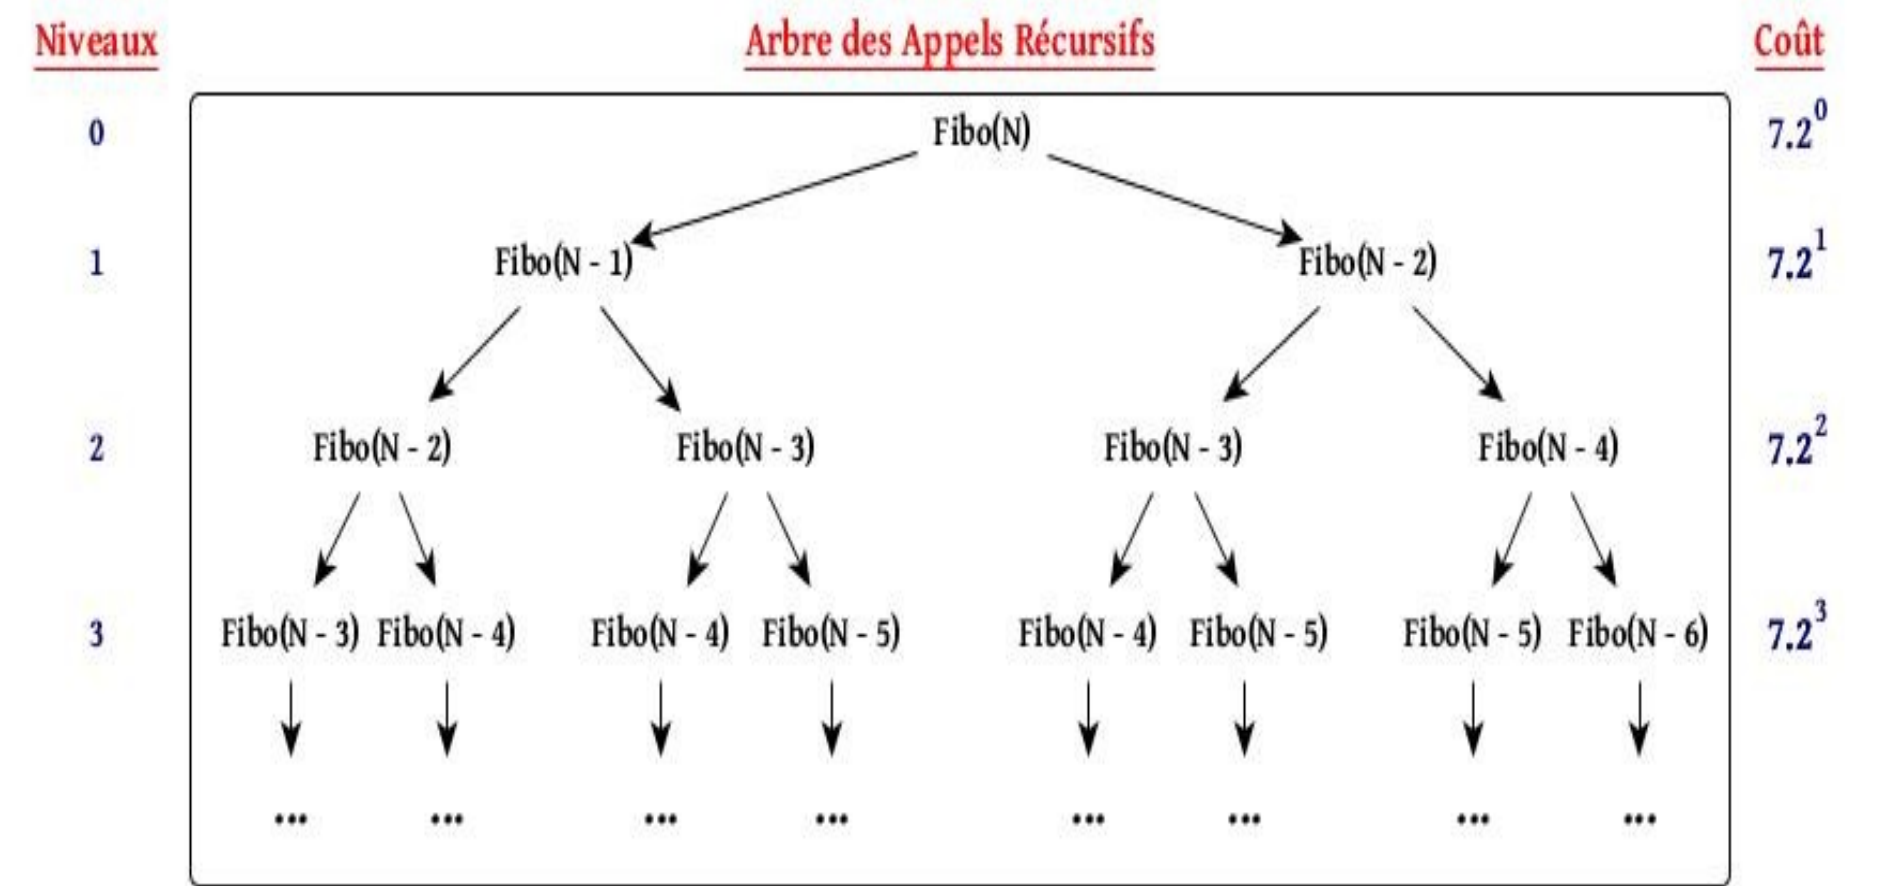 Niveaux Arbre des Appels Récursifs Coût
0 Fibo(N) 7.2⁰
1 Fibo(N - 1) Fibo(N - 2) 7.2¹
2 Fibo(N - 2) Fibo(N - 3) Fibo(N - 3) Fibo(N - 4) 7.2²
3 Fibo(N - 3) Fibo(N - 4) Fibo(N - 4) Fibo(N - 5) Fibo(N - 4) Fibo(N - 5) Fibo(N - 5) Fibo(N - 6) 7.2³
... ... ... ... ... ... ... ...